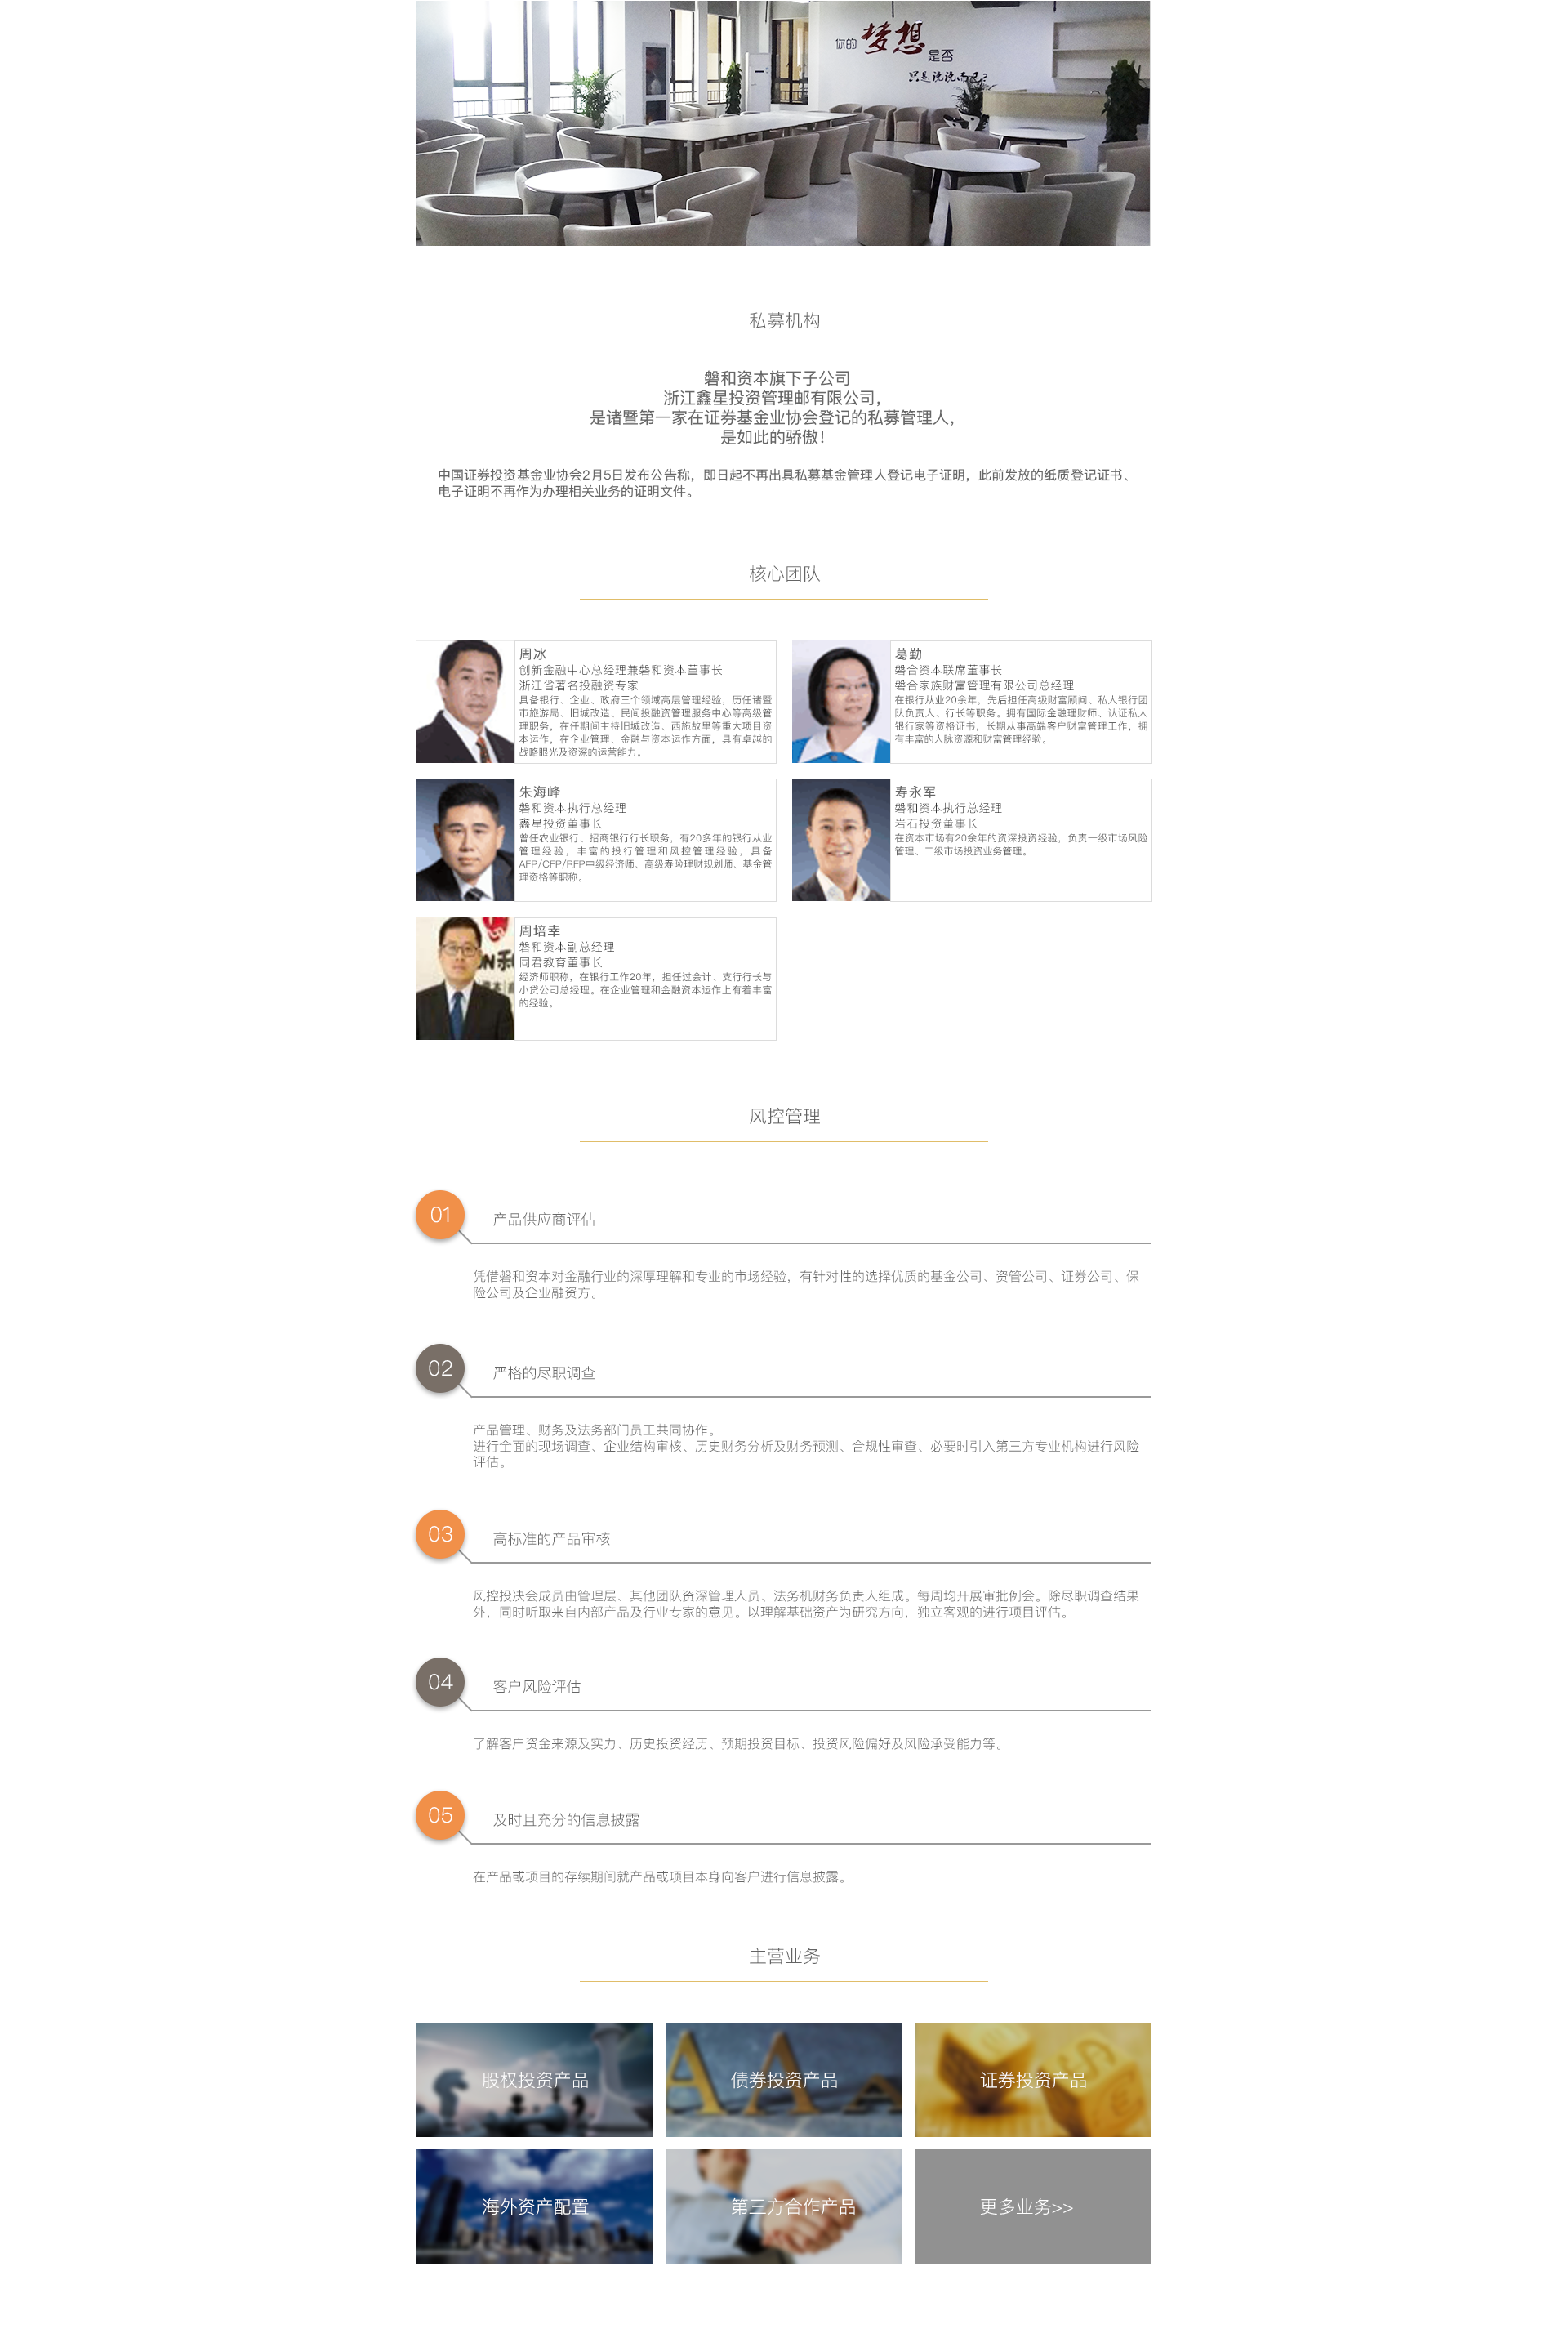 你的梦想是否
只是说说而已?
私募机构
磐和资本旗下子公司
浙江鑫星投资管理邮有限公司，
是诸暨第一家在证券基金业协会登记的私募管理人，
是如此的骄傲！
中国证券投资基金业协会2月5日发布公告称，即日起不再出具私募基金管理人登记电子证明，此前发放的纸质登记证书、
电子证明不再作为办理相关业务的证明文件。
核心团队
周冰
创新金融中心总经理兼磐和资本董事长
浙江省著名投融资专家
具备银行、企业、政府三个领域高层管理经验，历任诸暨
市旅游局、旧城改造、民间投融资管理服务中心等高级管
理职务，在任期间主持旧城改造、西施故里等重大项目资
本运作，在企业管理、金融与资本运作方面，具有卓越的
战略眼光及资深的运营能力。
葛勤
磐合资本联席董事长
磐合家族财富管理有限公司总经理
在银行从业20余年，先后担任高级财富顾问、私人银行团
队负责人、行长等职务。拥有国际金融理财师、认证私人
银行家等资格证书，长期从事高端客户财富管理工作，拥
有丰富的人脉资源和财富管理经验。
朱海峰
磐和资本执行总经理
鑫星投资董事长
曾任农业银行、招商银行行长职务，有20多年的银行从业
管理经验，丰富的投行管理和风控管理经验，具备
AFP/CFP/RFP中级经济师、高级寿险理财规划师、基金管
理资格等职称。
寿永军
磐和资本执行总经理
岩石投资董事长
在资本市场有20余年的资深投资经验，负责一级市场风险
管理、二级市场投资业务管理。
周培幸
磐和资本副总经理
同君教育董事长
经济师职称，在银行工作20年，担任过会计、支行行长与
小贷公司总经理。在企业管理和金融资本运作上有着丰富
的经验。
风控管理
01
产品供应商评估
凭借磐和资本对金融行业的深厚理解和专业的市场经验，有针对性的选择优质的基金公司、资管公司、证券公司、保
险公司及企业融资方。
02
严格的尽职调查
产品管理、财务及法务部门员工共同协作。
进行全面的现场调查、企业结构审核、历史财务分析及财务预测、合规性审查、必要时引入第三方专业机构进行风险
评估。
03
高标准的产品审核
风控投决会成员由管理层、其他团队资深管理人员、法务机财务负责人组成。每周均开展审批例会。除尽职调查结果
外，同时听取来自内部产品及行业专家的意见。以理解基础资产为研究方向，独立客观的进行项目评估。
04
客户风险评估
了解客户资金来源及实力、历史投资经历、预期投资目标、投资风险偏好及风险承受能力等。
05
及时且充分的信息披露
在产品或项目的存续期间就产品或项目本身向客户进行信息披露。
主营业务
股权投资产品
债券投资产品
证券投资产品
海外资产配置
第三方合作产品
更多业务>>